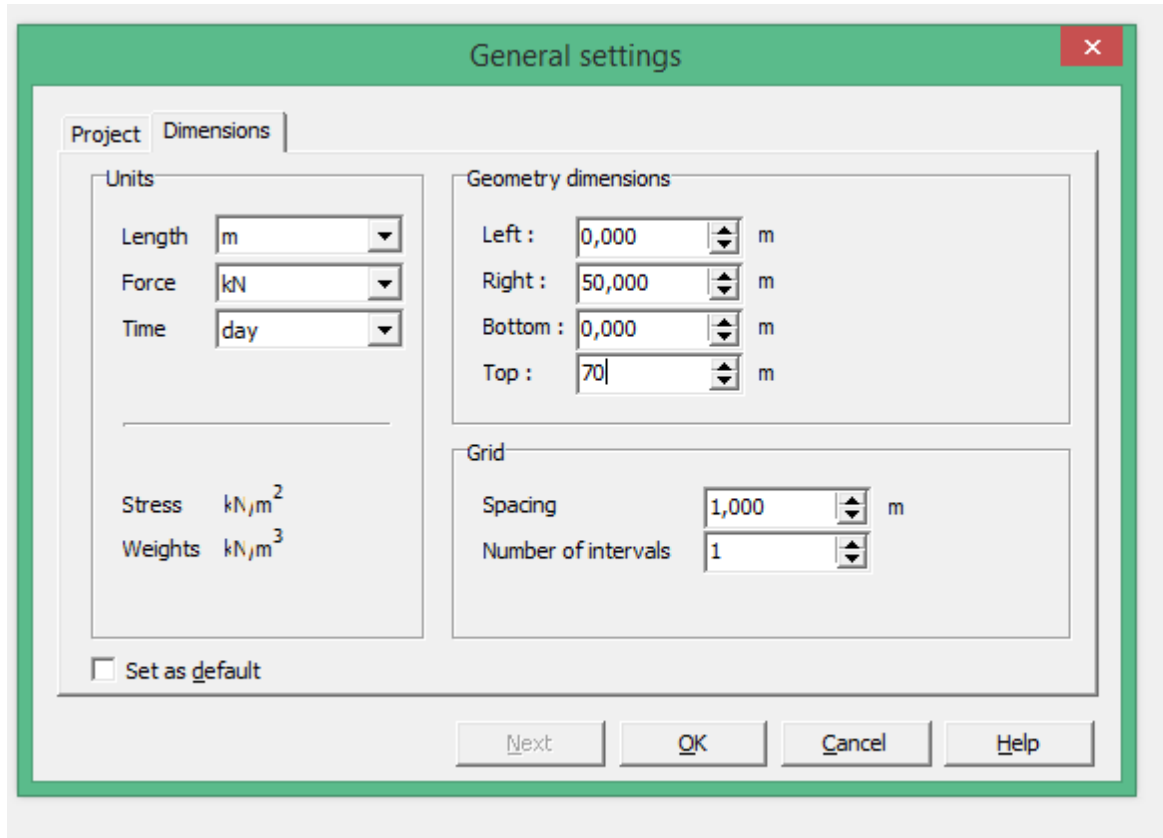 General settings
Project Dimensions
Units
Length m
Force kN
Time day
Stress kN/m²
Weights kN/m³
Geometry dimensions
Left : 0,000 m
Right : 50,000 m
Bottom : 0,000 m
Top : 70 m
Grid
Spacing 1,000 m
Number of intervals 1
Set as default
Next OK Cancel Help